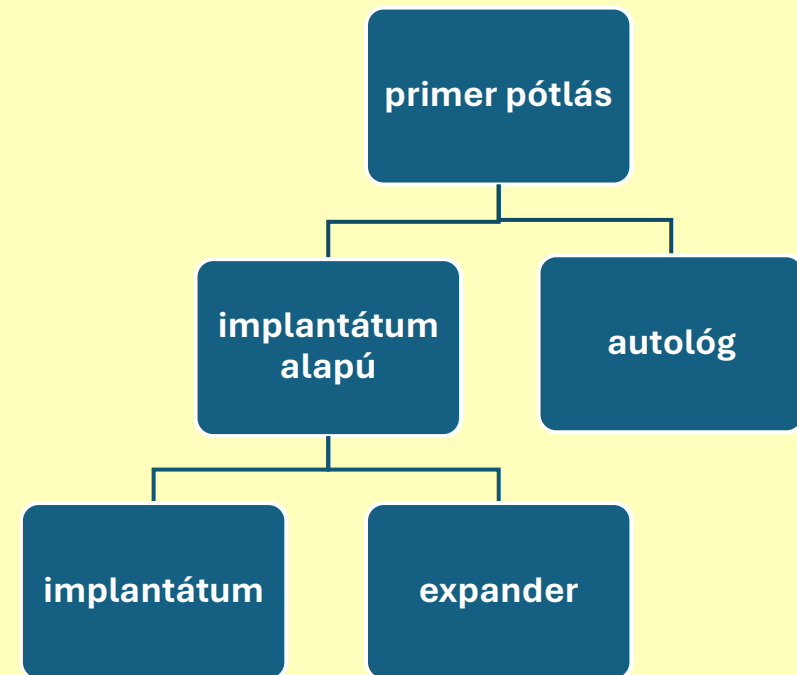 primer pótlás
implantátum
alapú
autológ
implantátum
expander